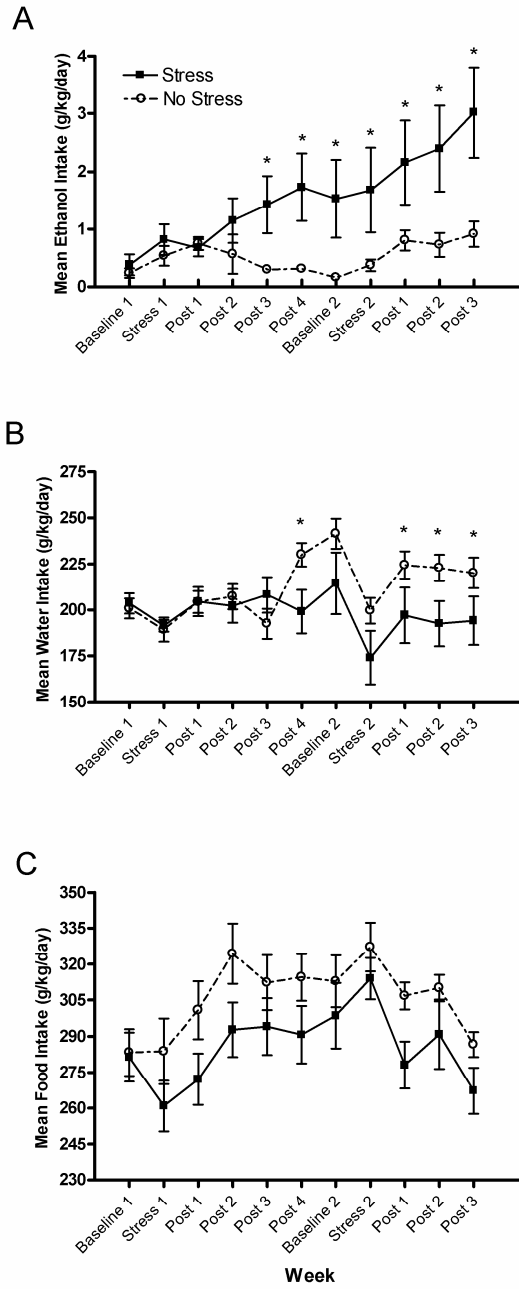 A
Mean Ethanol Intake (g/kg/day)
4
3
2
1
0
Stress
No Stress
* * * * * * *
Baseline 1 Stress 1 Post 1 Post 2 Post 3 Post 4 Baseline 2 Stress 2 Post 1 Post 2 Post 3
B
Mean Water Intake (g/kg/day)
275
250
225
200
175
150
* * * *
Baseline 1 Stress 1 Post 1 Post 2 Post 3 Post 4 Baseline 2 Stress 2 Post 1 Post 2 Post 3
C
Mean Food Intake (g/kg/day)
350
335
320
305
290
275
260
245
230
Baseline 1 Stress 1 Post 1 Post 2 Post 3 Post 4 Baseline 2 Stress 2 Post 1 Post 2 Post 3
Week